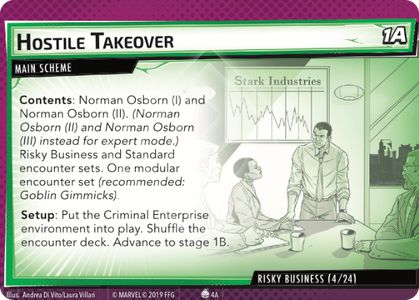 Hostile Takeover
1A
Main Scheme
Stark Industries
Contents: Norman Osborn (I) and
Norman Osborn (II). (Norman
Osborn (II) and Norman Osborn
(III) instead for expert mode.)
Risky Business and Standard
encounter sets. One modular
encounter set (recommended:
Goblin Gimmicks).
Setup: Put the Criminal Enterprise
environment into play. Shuffle the
encounter deck. Advance to stage 1B.
Risky Business (4/24)
Illus. Andrea Di Vito/Laura Villari © MARVEL © 2019 FFG 4A